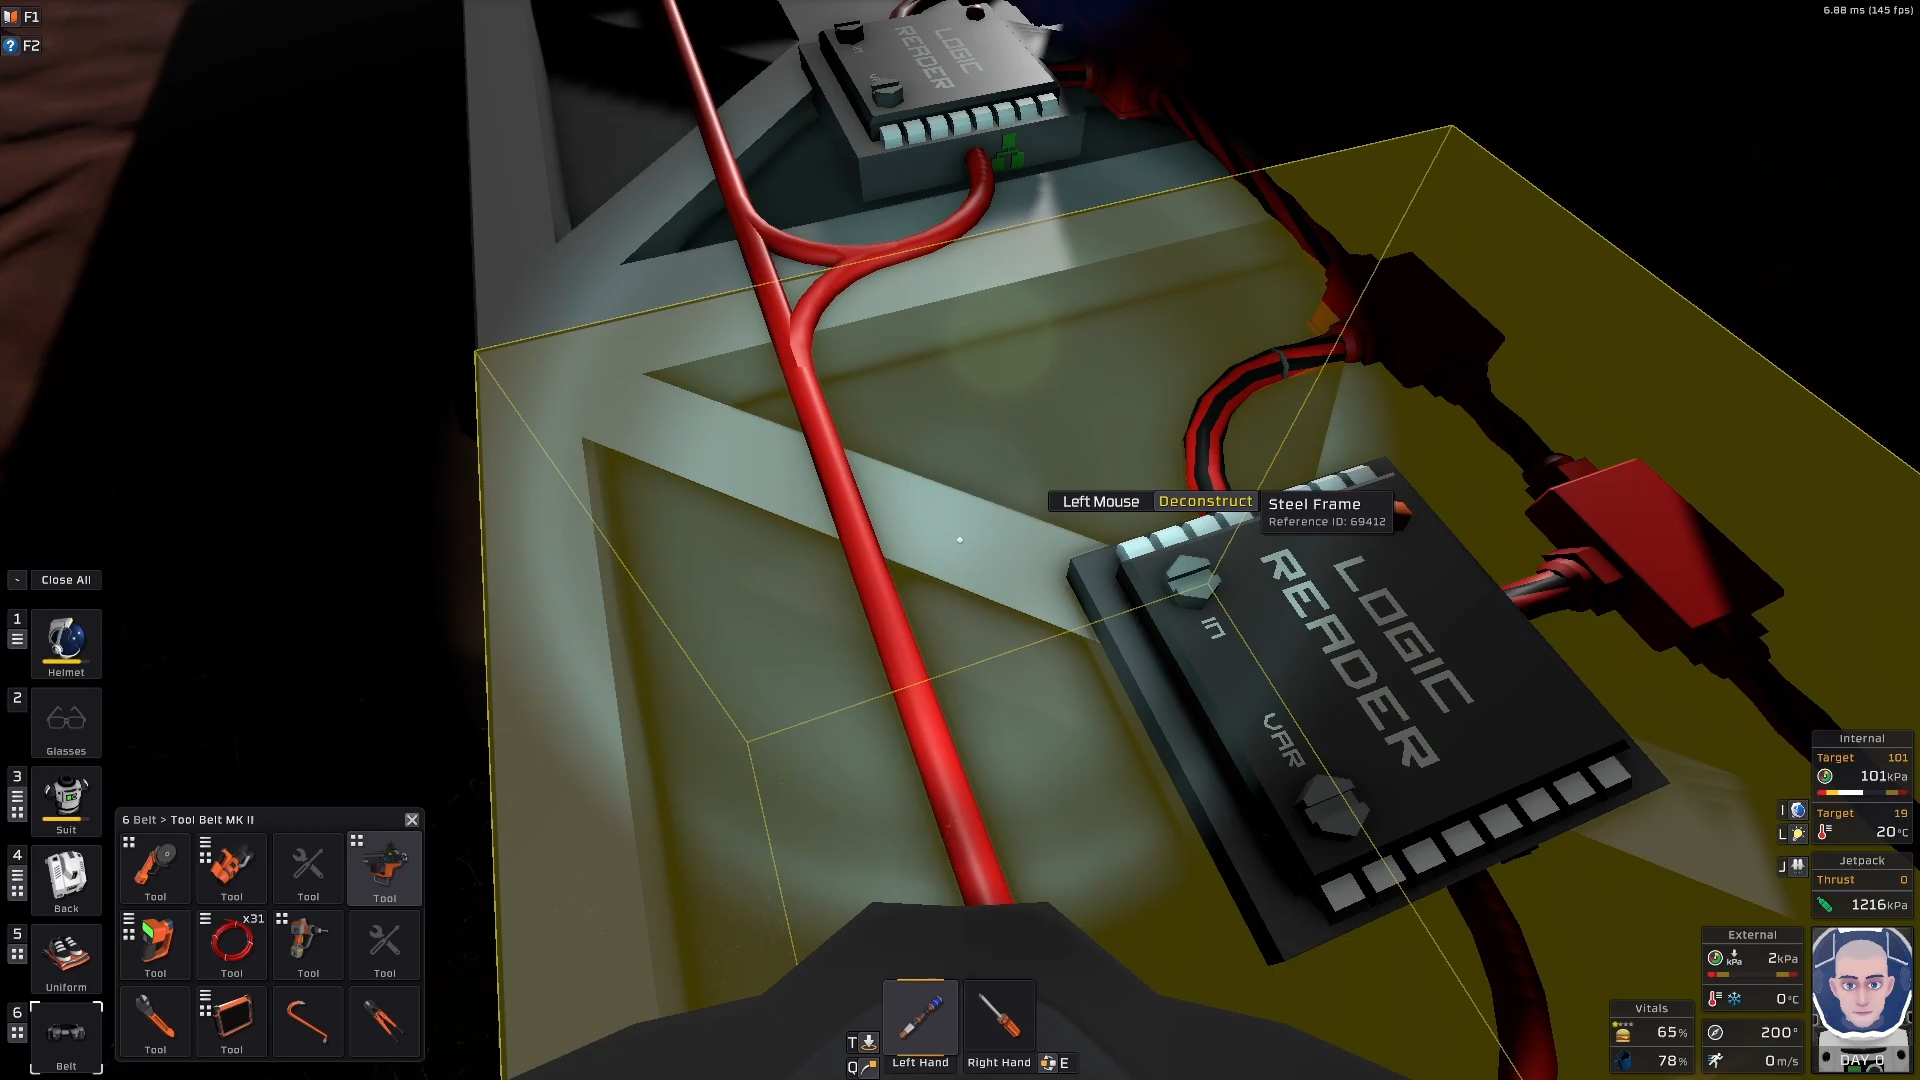 F1
F2
6.88 ms (145 fps)
LOGIC
READER
IN
Left Mouse
Deconstruct
Steel Frame
Reference ID: 69412
LOGIC
READER
IN
VAR
~ Close All
1
Helmet
2
Glasses
3
Suit
4
Back
5
Uniform
6
Belt
6 Belt > Tool Belt MK II
Tool
Tool
Tool
Tool
x31
Tool
Tool
Tool
Tool
Tool
Tool
T
Q
Left Hand
Right Hand
E
Internal
Target 101
101kPa
I
Target 19
L
20°C
Jetpack
J
Thrust 0
1216kPa
External
kPa
2kPa
0°C
200°
0m/s
Vitals
65%
78%
DAY 0